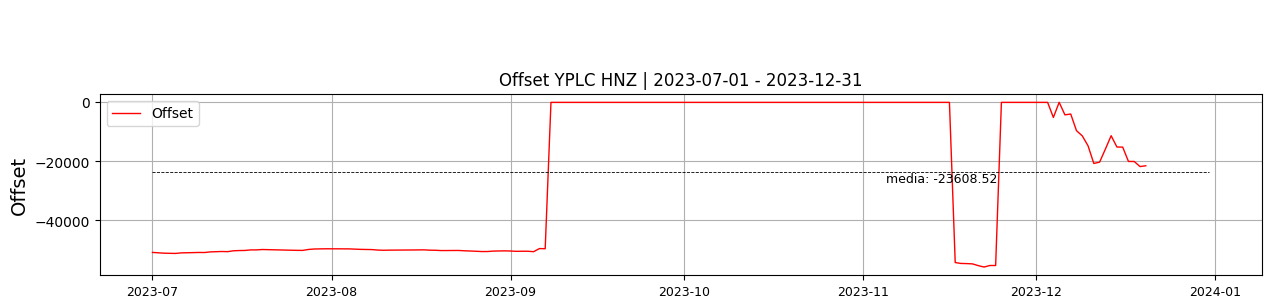 Offset YPLC HNZ | 2023-07-01 - 2023-12-31
Offset
Offset
0
−20000
−40000
media: -23608.52
2023-07 2023-08 2023-09 2023-10 2023-11 2023-12 2024-01